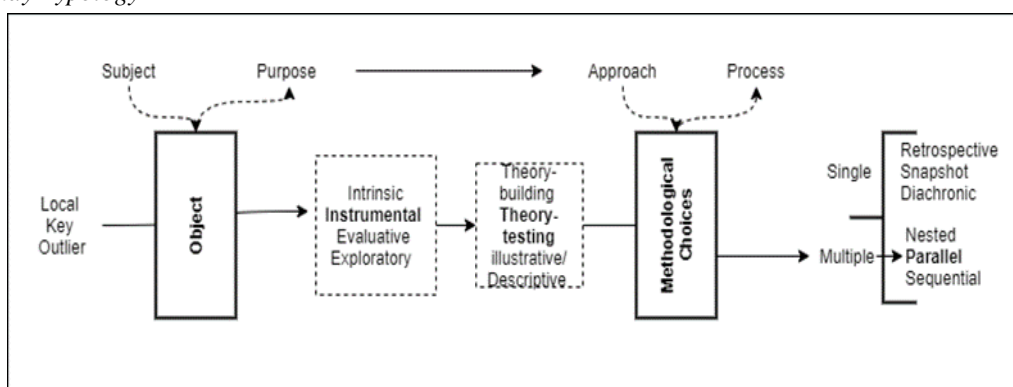 Typology
Subject
Purpose
Approach
Process
Local
Key
Outlier
Object
Intrinsic
Instrumental
Evaluative
Exploratory
Theory-
building
Theory-
testing
illustrative/
Descriptive
Methodological
Choices
Single
Retrospective
Snapshot
Diachronic
Multiple
Nested
Parallel
Sequential